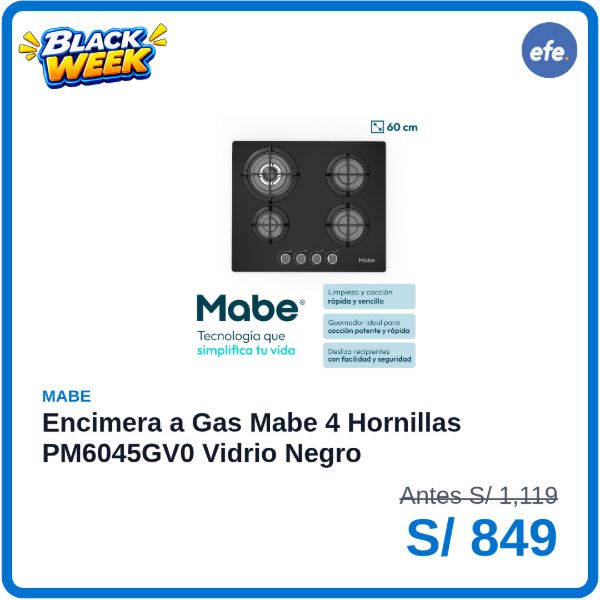 BLACK
WEEK
efe.
60 cm
Mabe
Mabe®
Tecnología que
simplifica tu vida
Limpieza y cocción
rápida y sencilla
Quemador ideal para
cocción potente y rápida
Desliza recipientes
con facilidad y seguridad
MABE
Encimera a Gas Mabe 4 Hornillas
PM6045GV0 Vidrio Negro
Antes S/ 1,119
S/ 849